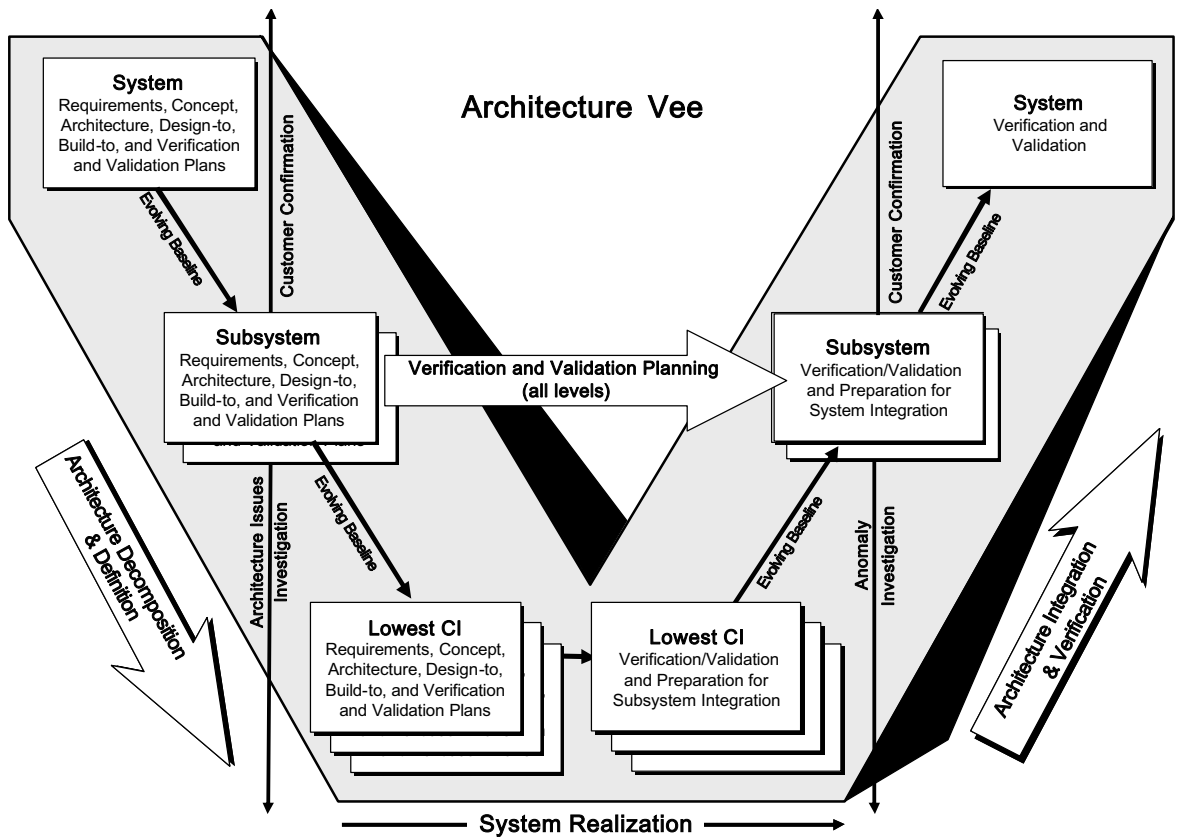 Architecture Vee
System
Requirements, Concept,
Architecture, Design-to,
Build-to, and Verification
and Validation Plans
Evolving Baseline
Customer Confirmation
Subsystem
Requirements, Concept,
Architecture, Design-to,
Build-to, and Verification
and Validation Plans
and Validation Plans
Architecture Issues
Investigation
Evolving Baseline
Architecture Decomposition
& Definition
Lowest CI
Requirements, Concept,
Architecture, Design-to,
Build-to, and Verification
and Validation Plans
Verification and Validation Planning
(all levels)
Lowest CI
Verification/Validation
and Preparation for
Subsystem Integration
Evolving Baseline
Subsystem
Verification/Validation
and Preparation for
System Integration
Anomaly
Investigation
Customer Confirmation
Evolving Baseline
System
Verification and
Validation
Architecture Integration
& Verification
System Realization